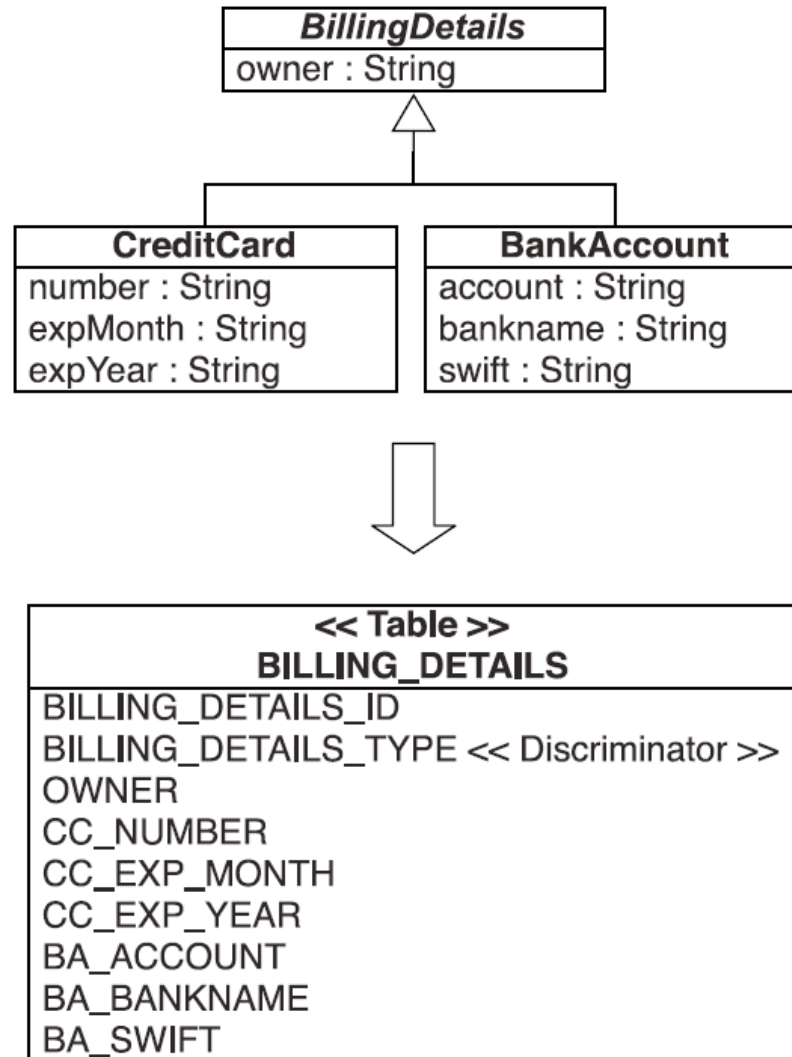 BillingDetails
owner : String
CreditCard
number : String
expMonth : String
expYear : String
BankAccount
account : String
bankname : String
swift : String
<< Table >>
BILLING_DETAILS
BILLING_DETAILS_ID
BILLING_DETAILS_TYPE << Discriminator >>
OWNER
CC_NUMBER
CC_EXP_MONTH
CC_EXP_YEAR
BA_ACCOUNT
BA_BANKNAME
BA_SWIFT